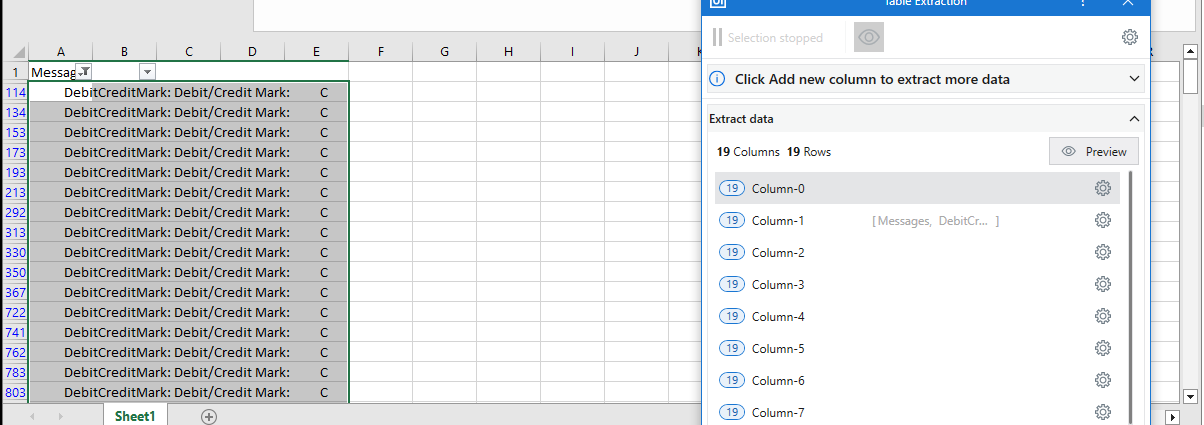 Table Extraction
Selection stopped
Click Add new column to extract more data
Extract data
19 Columns 19 Rows
Preview
19 Column-0
19 Column-1 [ Messages, DebitCr... ]
19 Column-2
19 Column-3
19 Column-4
19 Column-5
19 Column-6
19 Column-7
A B C D E F G H I J
1 Messag
114 DebitCreditMark: Debit/Credit Mark: C
134 DebitCreditMark: Debit/Credit Mark: C
153 DebitCreditMark: Debit/Credit Mark: C
173 DebitCreditMark: Debit/Credit Mark: C
193 DebitCreditMark: Debit/Credit Mark: C
213 DebitCreditMark: Debit/Credit Mark: C
292 DebitCreditMark: Debit/Credit Mark: C
313 DebitCreditMark: Debit/Credit Mark: C
330 DebitCreditMark: Debit/Credit Mark: C
350 DebitCreditMark: Debit/Credit Mark: C
367 DebitCreditMark: Debit/Credit Mark: C
722 DebitCreditMark: Debit/Credit Mark: C
741 DebitCreditMark: Debit/Credit Mark: C
762 DebitCreditMark: Debit/Credit Mark: C
783 DebitCreditMark: Debit/Credit Mark: C
803 DebitCreditMark: Debit/Credit Mark: C
Sheet1